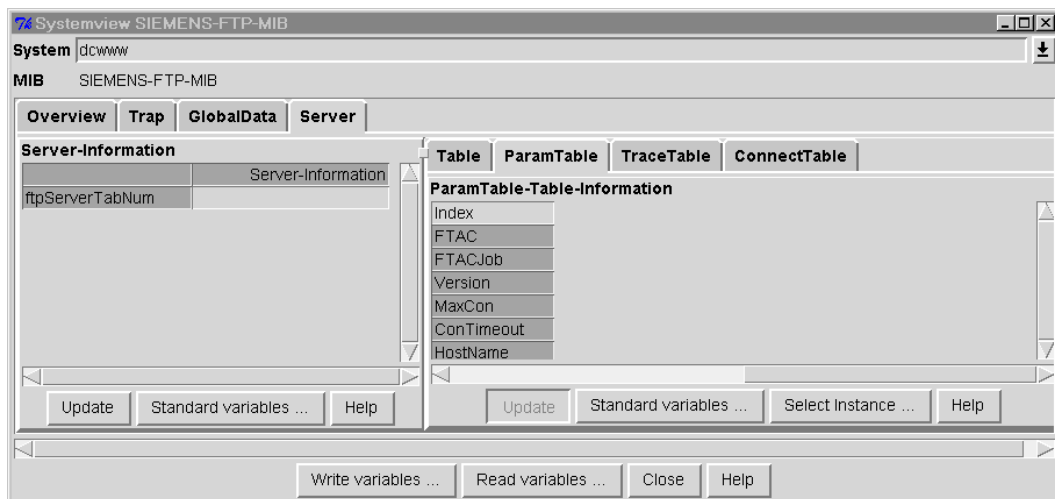 Systemview SIEMENS-FTP-MIB
System dcwww
MIB SIEMENS-FTP-MIB
Overview Trap GlobalData Server
Server-Information
Server-Information
ftpServerTabNum
Update Standard variables ... Help
Table ParamTable TraceTable ConnectTable
ParamTable-Table-Information
Index
FTAC
FTACJob
Version
MaxCon
ConTimeout
HostName
Update Standard variables ... Select Instance ... Help
Write variables ... Read variables ... Close Help